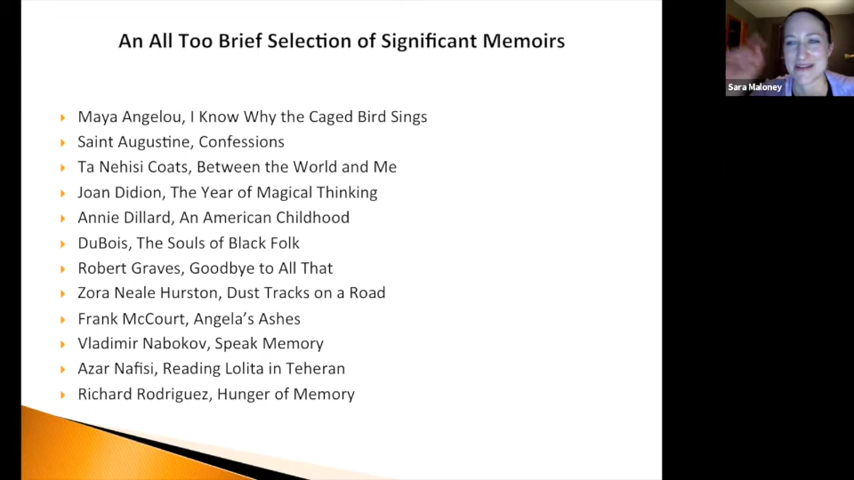 An All Too Brief Selection of Significant Memoirs
Maya Angelou, I Know Why the Caged Bird Sings
Saint Augustine, Confessions
Ta Nehisi Coats, Between the World and Me
Joan Didion, The Year of Magical Thinking
Annie Dillard, An American Childhood
DuBois, The Souls of Black Folk
Robert Graves, Goodbye to All That
Zora Neale Hurston, Dust Tracks on a Road
Frank McCourt, Angela's Ashes
Vladimir Nabokov, Speak Memory
Azar Nafisi, Reading Lolita in Teheran
Richard Rodriguez, Hunger of Memory
Sara Maloney